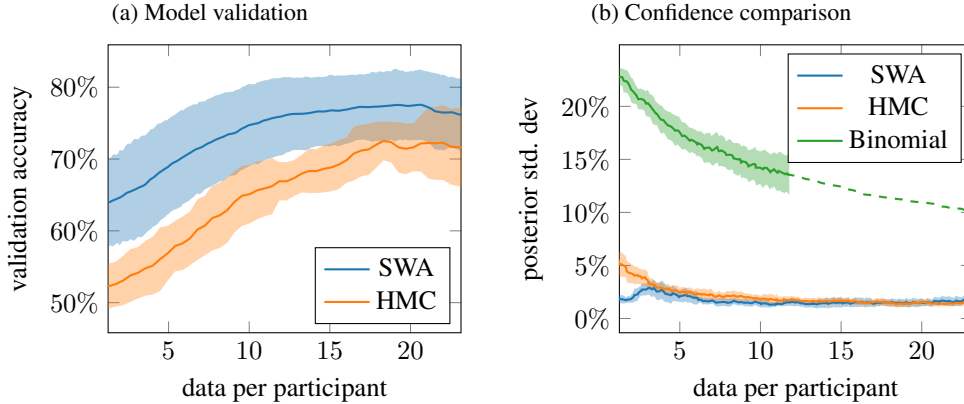 (a) Model validation
80%
70%
60%
50%
validation accuracy
SWA
HMC
5
10
15
20
data per participant
(b) Confidence comparison
20%
15%
10%
5%
0%
posterior std. dev
SWA
HMC
Binomial
5
10
15
20
data per participant